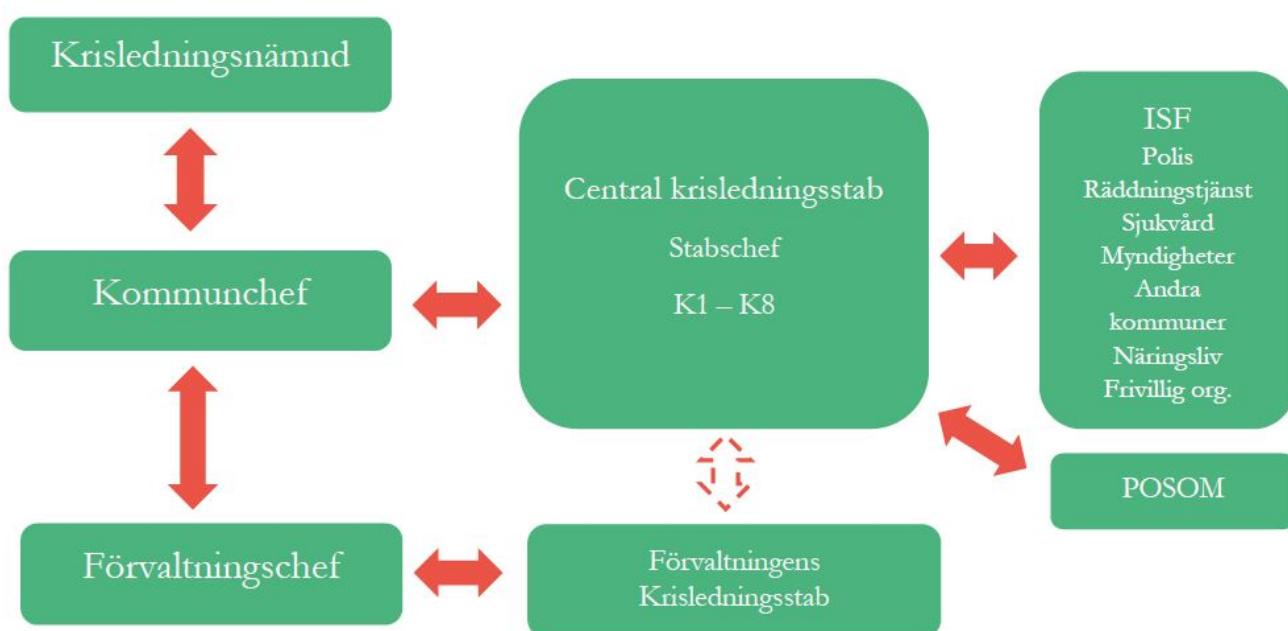 Krisledningsnämnd
Kommunchef
Förvaltningschef
Central krisledningsstab
Stabschef
K1 – K8
Förvaltningens
Krisledningsstab
ISF
Polis
Räddningstjänst
Sjukvård
Myndigheter
Andra
kommuner
Näringsliv
Frivillig org.
POSOM